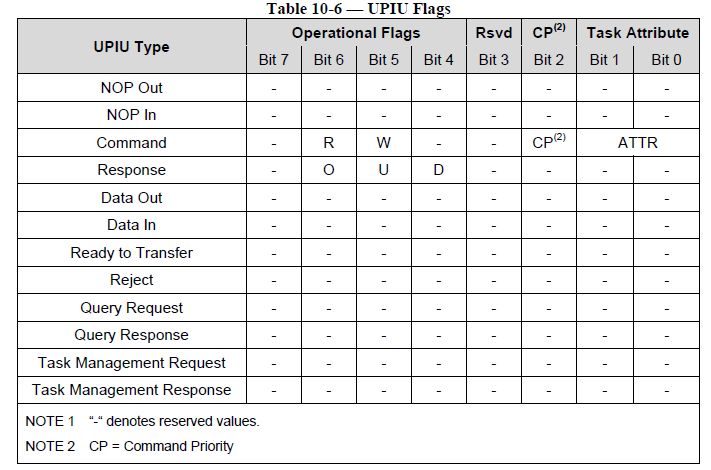 Table 10-6 — UPIU Flags
UPIU Type Operational Flags Rsvd CP(2) Task Attribute
Bit 7 Bit 6 Bit 5 Bit 4 Bit 3 Bit 2 Bit 1 Bit 0
NOP Out - - - - - - - -
NOP In - - - - - - - -
Command - R W - - CP(2) ATTR
Response - O U D - - - -
Data Out - - - - - - - -
Data In - - - - - - - -
Ready to Transfer - - - - - - - -
Reject - - - - - - - -
Query Request - - - - - - - -
Query Response - - - - - - - -
Task Management Request - - - - - - - -
Task Management Response - - - - - - - -
NOTE 1 “-“ denotes reserved values.
NOTE 2 CP = Command Priority